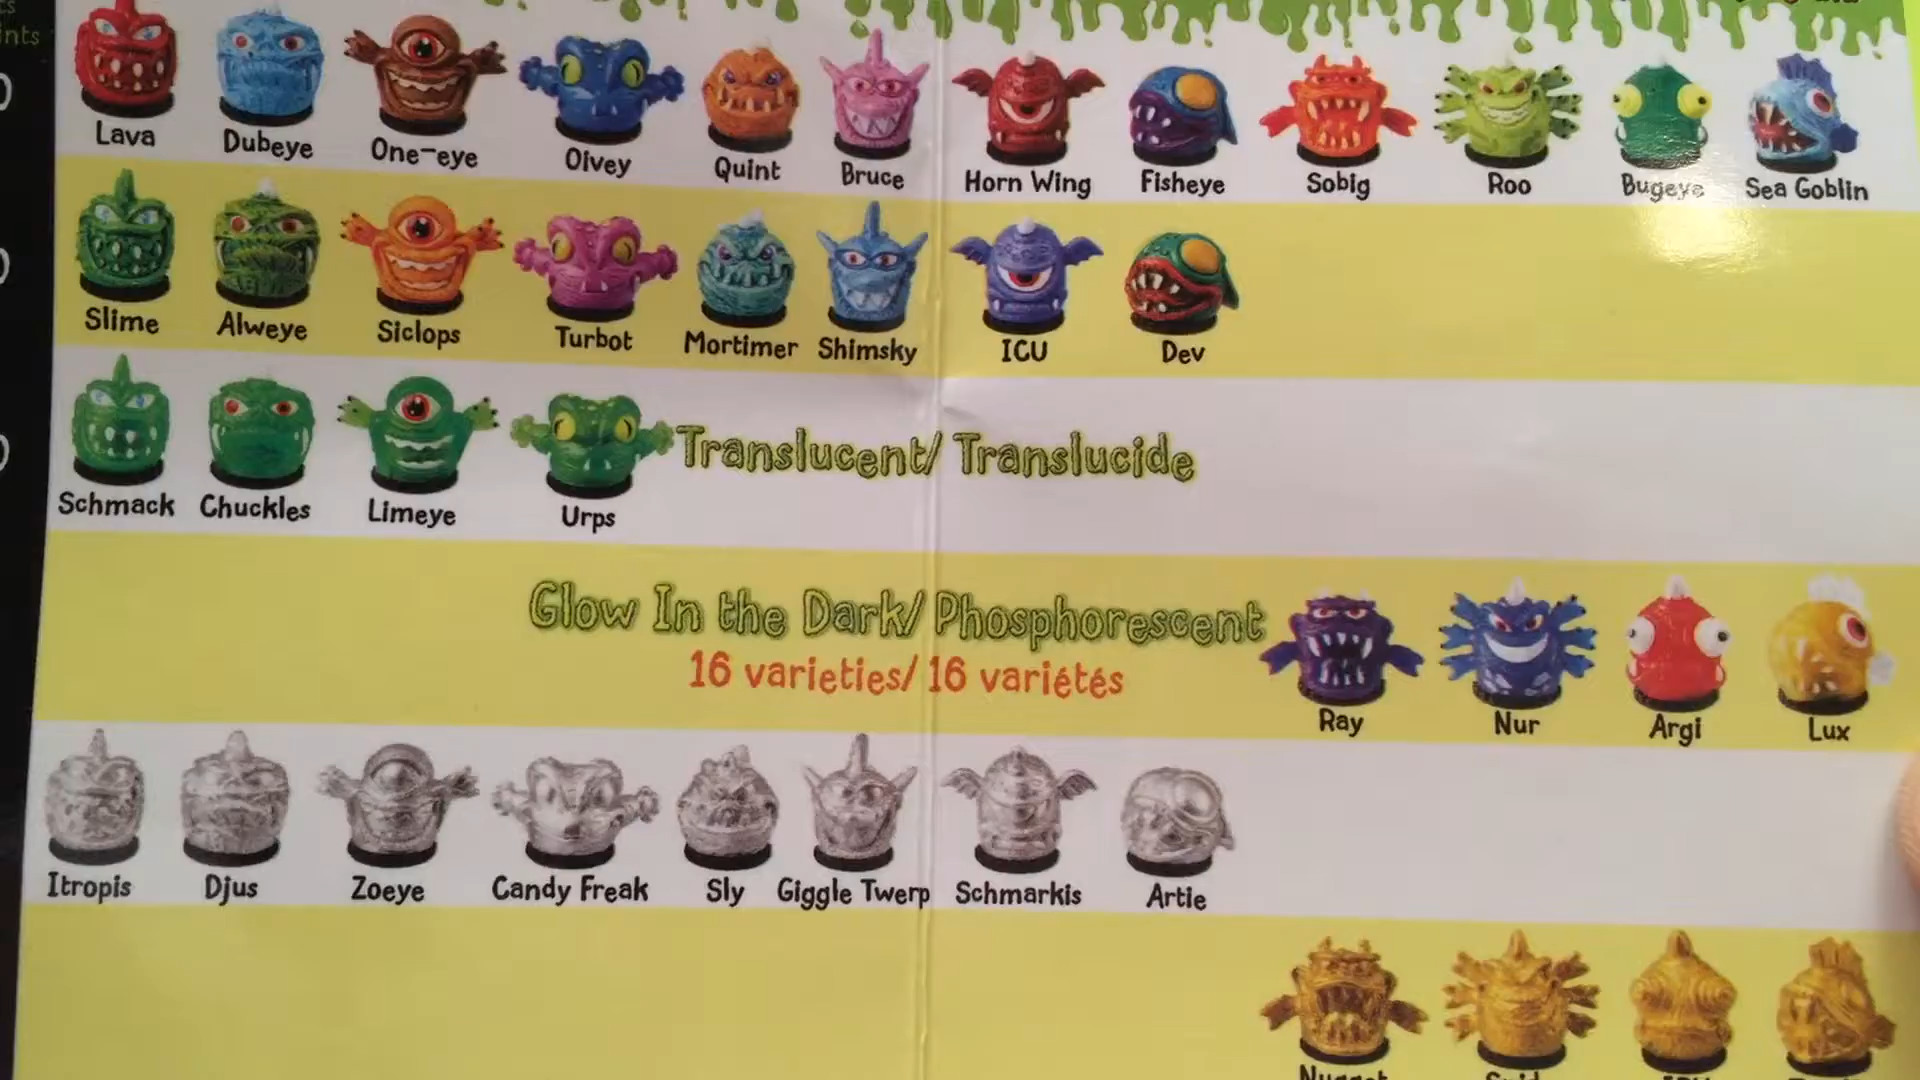 Lava Dubeye One-eye Oivey Quint Bruce Horn Wing Fisheye Sobig Roo Bugeye Sea Goblin
Slime Alweye Siclops Turbot Mortimer Shimsky ICU Dev
Schmack Chuckles Limeye Urps Translucent/ Translucide
Glow In the Dark/ Phosphorescent
16 varieties/ 16 variétés
Ray Nur Argi Lux
Itropis Djus Zoeye Candy Freak Sly Giggle Twerp Schmarkis Artie
Nugget